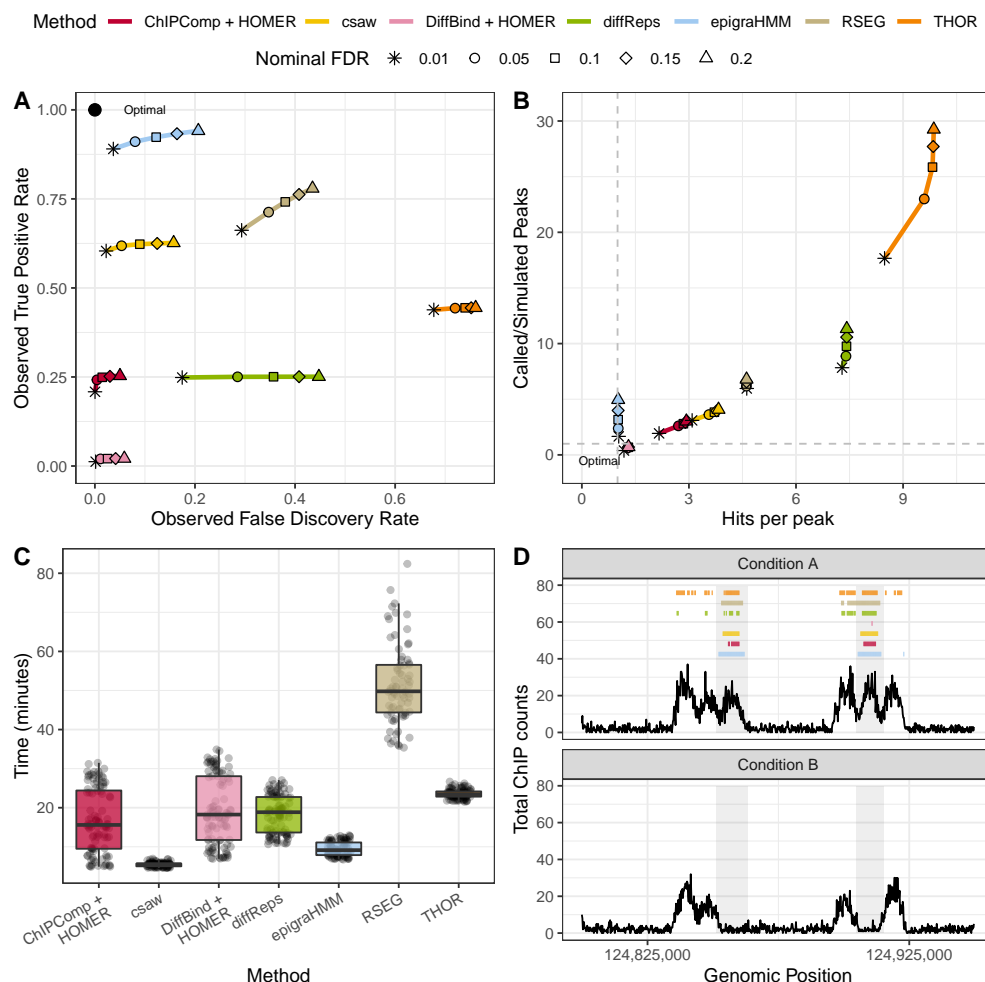 Method ChIPComp + HOMER csaw DiffBind + HOMER diffReps epigraHMM RSEG THOR
Nominal FDR 0.01 0.05 0.1 0.15 0.2
A
Optimal
1.00
0.75
0.50
0.25
0.00
Observed True Positive Rate
0.0 0.2 0.4 0.6
Observed False Discovery Rate
B
30
20
10
0
Called/Simulated Peaks
Optimal
0 3 6 9
Hits per peak
C
80
60
40
20
Time (minutes)
ChIPComp +
HOMER
csaw
DiffBind +
HOMER
diffReps
epigraHMM
RSEG
THOR
Method
D
Condition A
80
60
40
20
0
Condition B
80
60
40
20
0
Total ChIP counts
124,825,000 124,925,000
Genomic Position